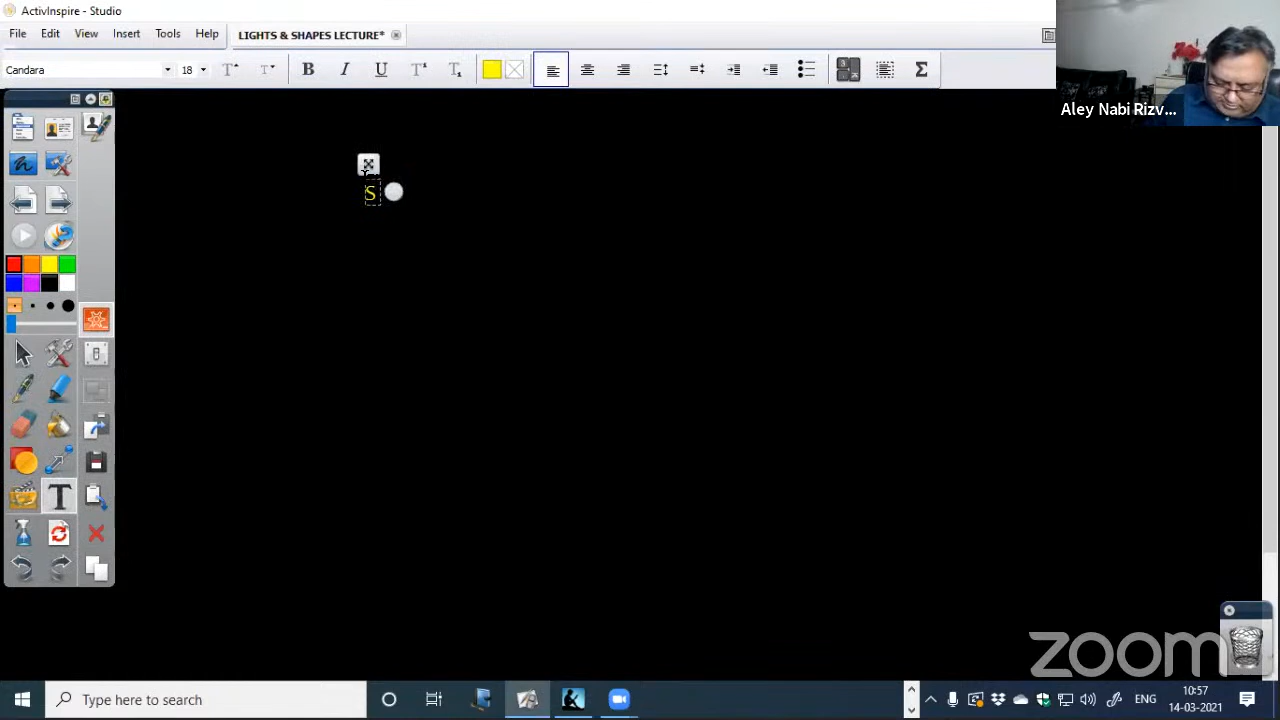 ActivInspire - Studio
File Edit View Insert Tools Help LIGHTS & SHAPES LECTURE*
Candara 18 B I U Σ
Aley Nabi Rizv...
S
T
zoom
Type here to search ENG 10:57
14-03-2021